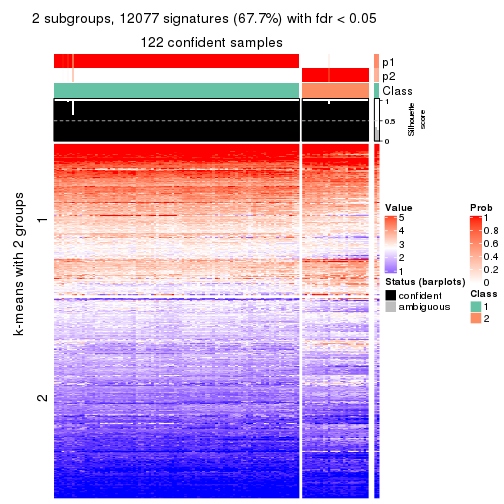 2 subgroups, 12077 signatures (67.7%) with fdr < 0.05
122 confident samples
p1
p2
Class
1
0.5
0
Silhouette
score
k-means with 2 groups
1
2
Value
5
4
3
2
1
Prob
1
0.8
0.6
0.4
0.2
0
Status (barplots)
confident
ambiguous
Class
1
2